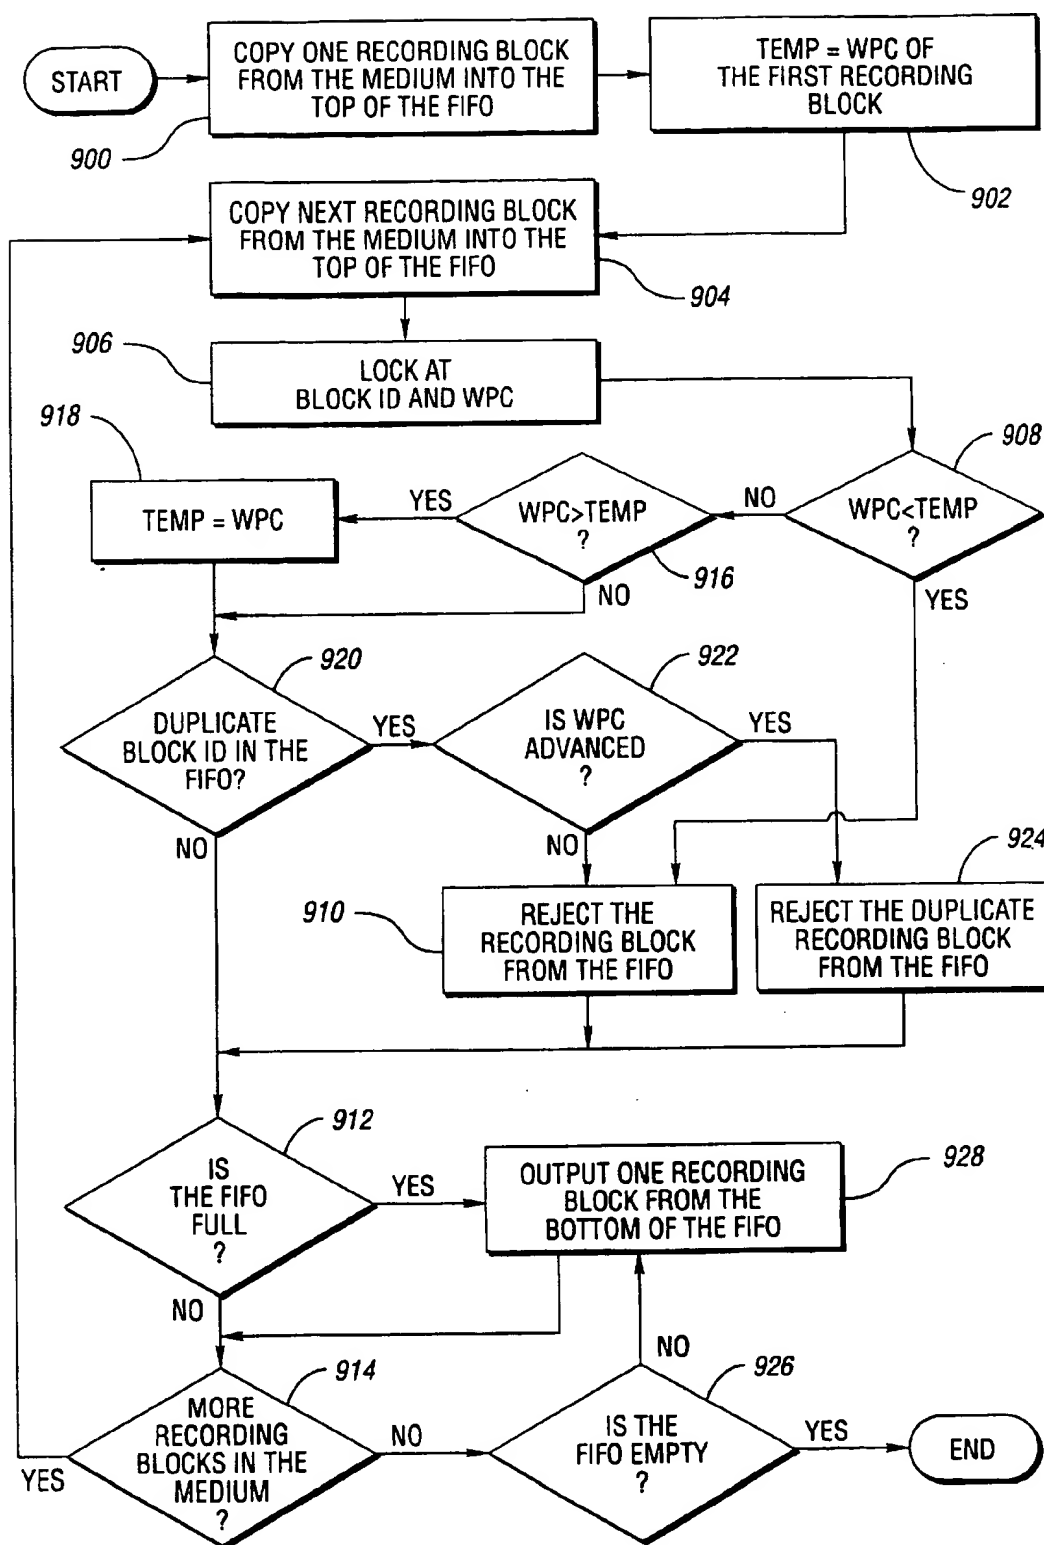 START
COPY ONE RECORDING BLOCK
FROM THE MEDIUM INTO THE
TOP OF THE FIFO
900
TEMP = WPC OF
THE FIRST RECORDING
BLOCK
902
COPY NEXT RECORDING BLOCK
FROM THE MEDIUM INTO THE
TOP OF THE FIFO
904
906
LOCK AT
BLOCK ID AND WPC
908
WPC<TEMP
?
NO
YES
WPC>TEMP
?
916
YES
NO
918
TEMP = WPC
920
DUPLICATE
BLOCK ID IN THE
FIFO?
YES
NO
922
IS WPC
ADVANCED
?
YES
NO
910
REJECT THE
RECORDING BLOCK
FROM THE FIFO
924
REJECT THE DUPLICATE
RECORDING BLOCK
FROM THE FIFO
912
IS
THE FIFO
FULL
?
YES
NO
928
OUTPUT ONE RECORDING
BLOCK FROM THE
BOTTOM OF THE FIFO
914
MORE
RECORDING
BLOCKS IN THE
MEDIUM
?
YES
NO
926
IS THE
FIFO EMPTY
?
NO
YES
END